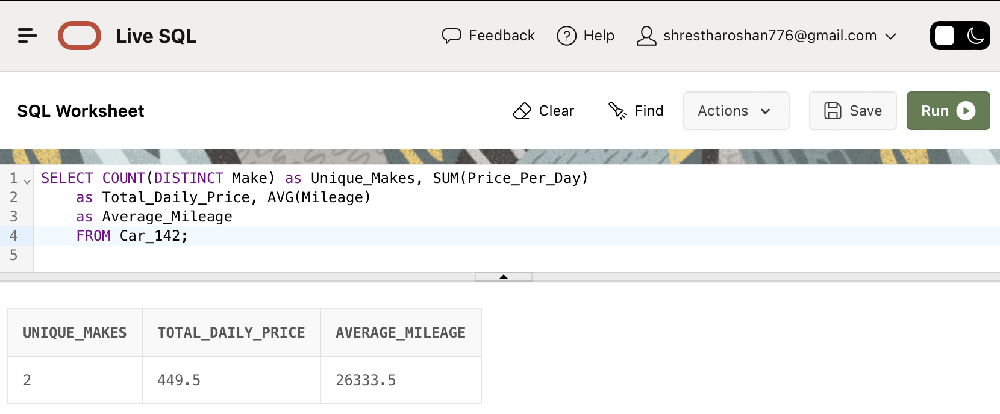 Live SQL
Feedback
Help
shrestharoshan776@gmail.com
SQL Worksheet
Clear
Find
Actions
Save
Run
1 SELECT COUNT(DISTINCT Make) as Unique_Makes, SUM(Price_Per_Day)
2 as Total_Daily_Price, AVG(Mileage)
3 as Average_Mileage
4 FROM Car_142;
5
UNIQUE_MAKES TOTAL_DAILY_PRICE AVERAGE_MILEAGE
2 449.5 26333.5